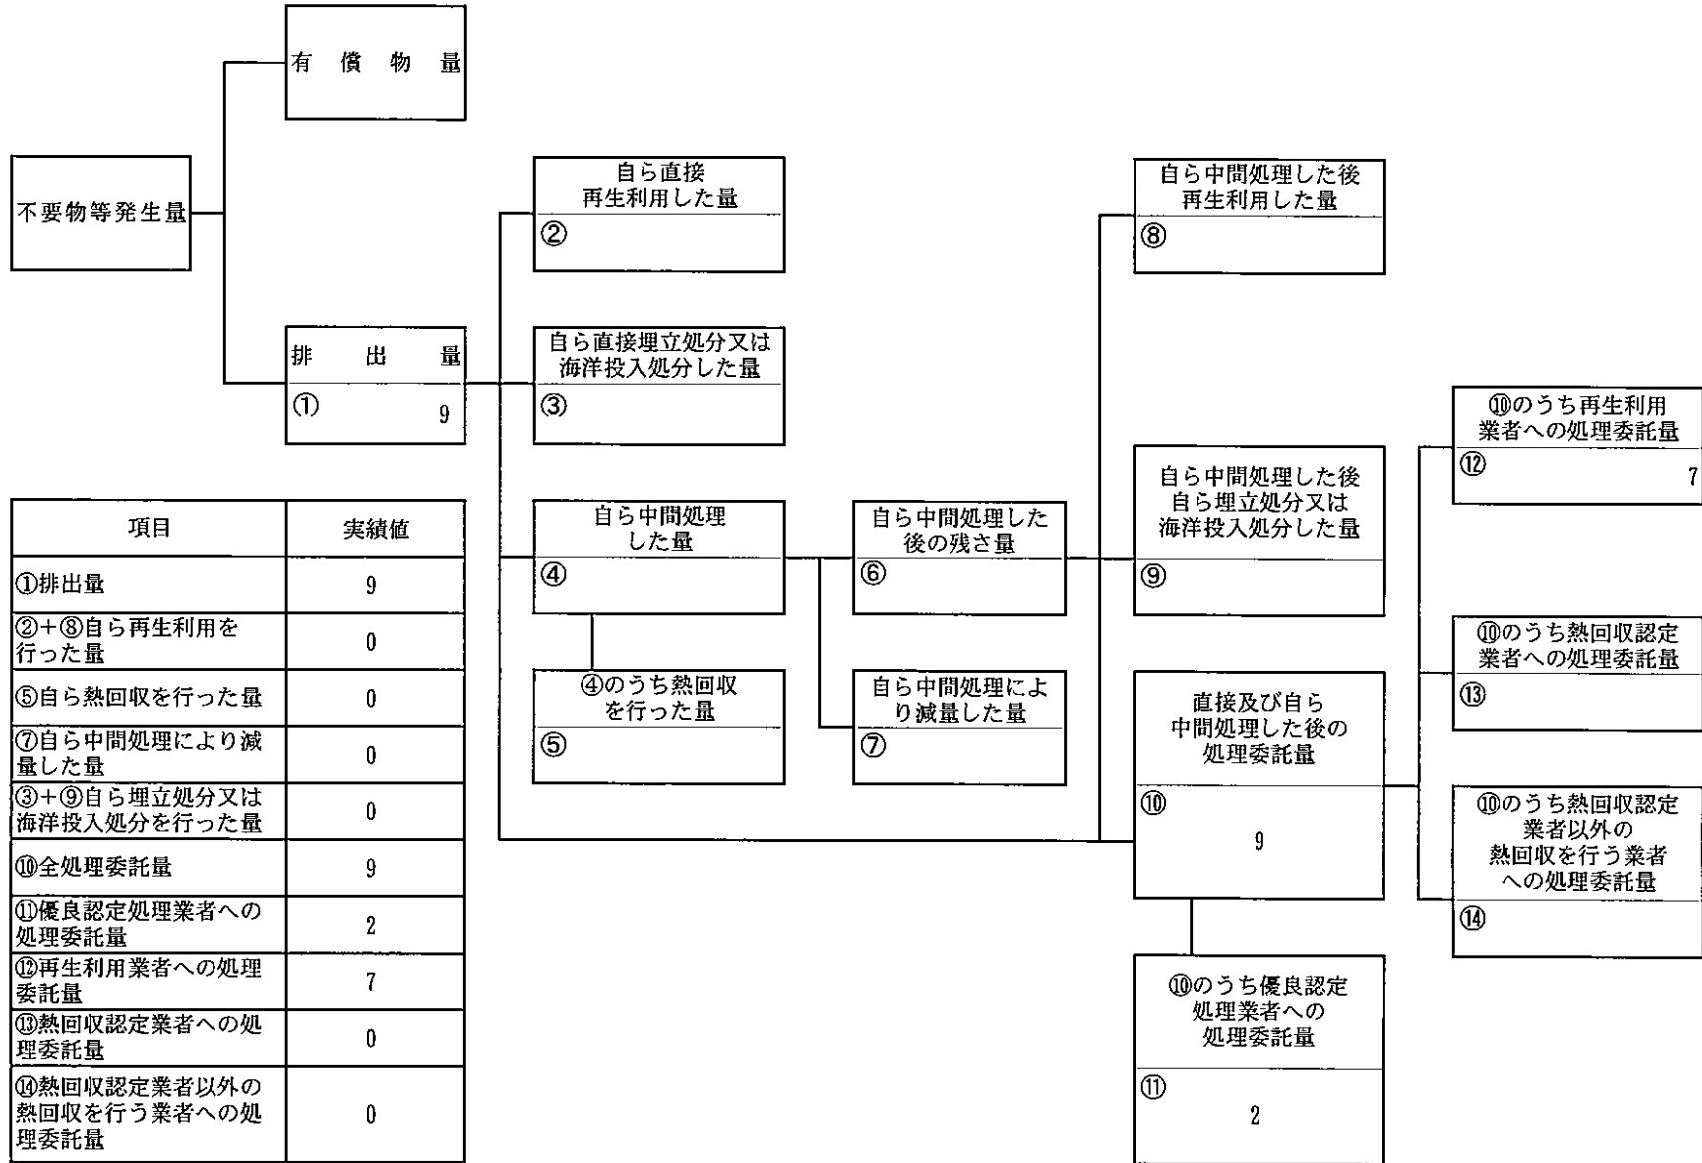 有償物量
不要物等発生量
排出量
①
9
自ら直接
再生利用した量
②
自ら直接埋立処分又は
海洋投入処分した量
③
自ら中間処理
した量
④
④のうち熱回収
を行った量
⑤
自ら中間処理した
後の残さ量
⑥
自ら中間処理によ
り減量した量
⑦
自ら中間処理した後
再生利用した量
⑧
自ら中間処理した後
自ら埋立処分又は
海洋投入処分した量
⑨
直接及び自ら
中間処理した後の
処理委託量
⑩
9
⑩のうち優良認定
処理業者への
処理委託量
⑪
2
⑩のうち再生利用
業者への処理委託量
⑫
7
⑩のうち熱回収認定
業者への処理委託量
⑬
⑩のうち熱回収認定
業者以外の
熱回収を行う業者
への処理委託量
⑭
項目 実績値
①排出量 9
②+⑧自ら再生利用を
行った量 0
⑤自ら熱回収を行った量 0
⑦自ら中間処理により減
量した量 0
③+⑨自ら埋立処分又は
海洋投入処分を行った量 0
⑩全処理委託量 9
⑪優良認定処理業者への
処理委託量 2
⑫再生利用業者への処理
委託量 7
⑬熱回収認定業者への処
理委託量 0
⑭熱回収認定業者以外の
熱回収を行う業者への処
理委託量 0